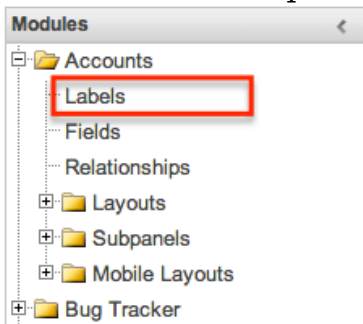 Modules
Accounts
Labels
Fields
Relationships
Layouts
Subpanels
Mobile Layouts
Bug Tracker